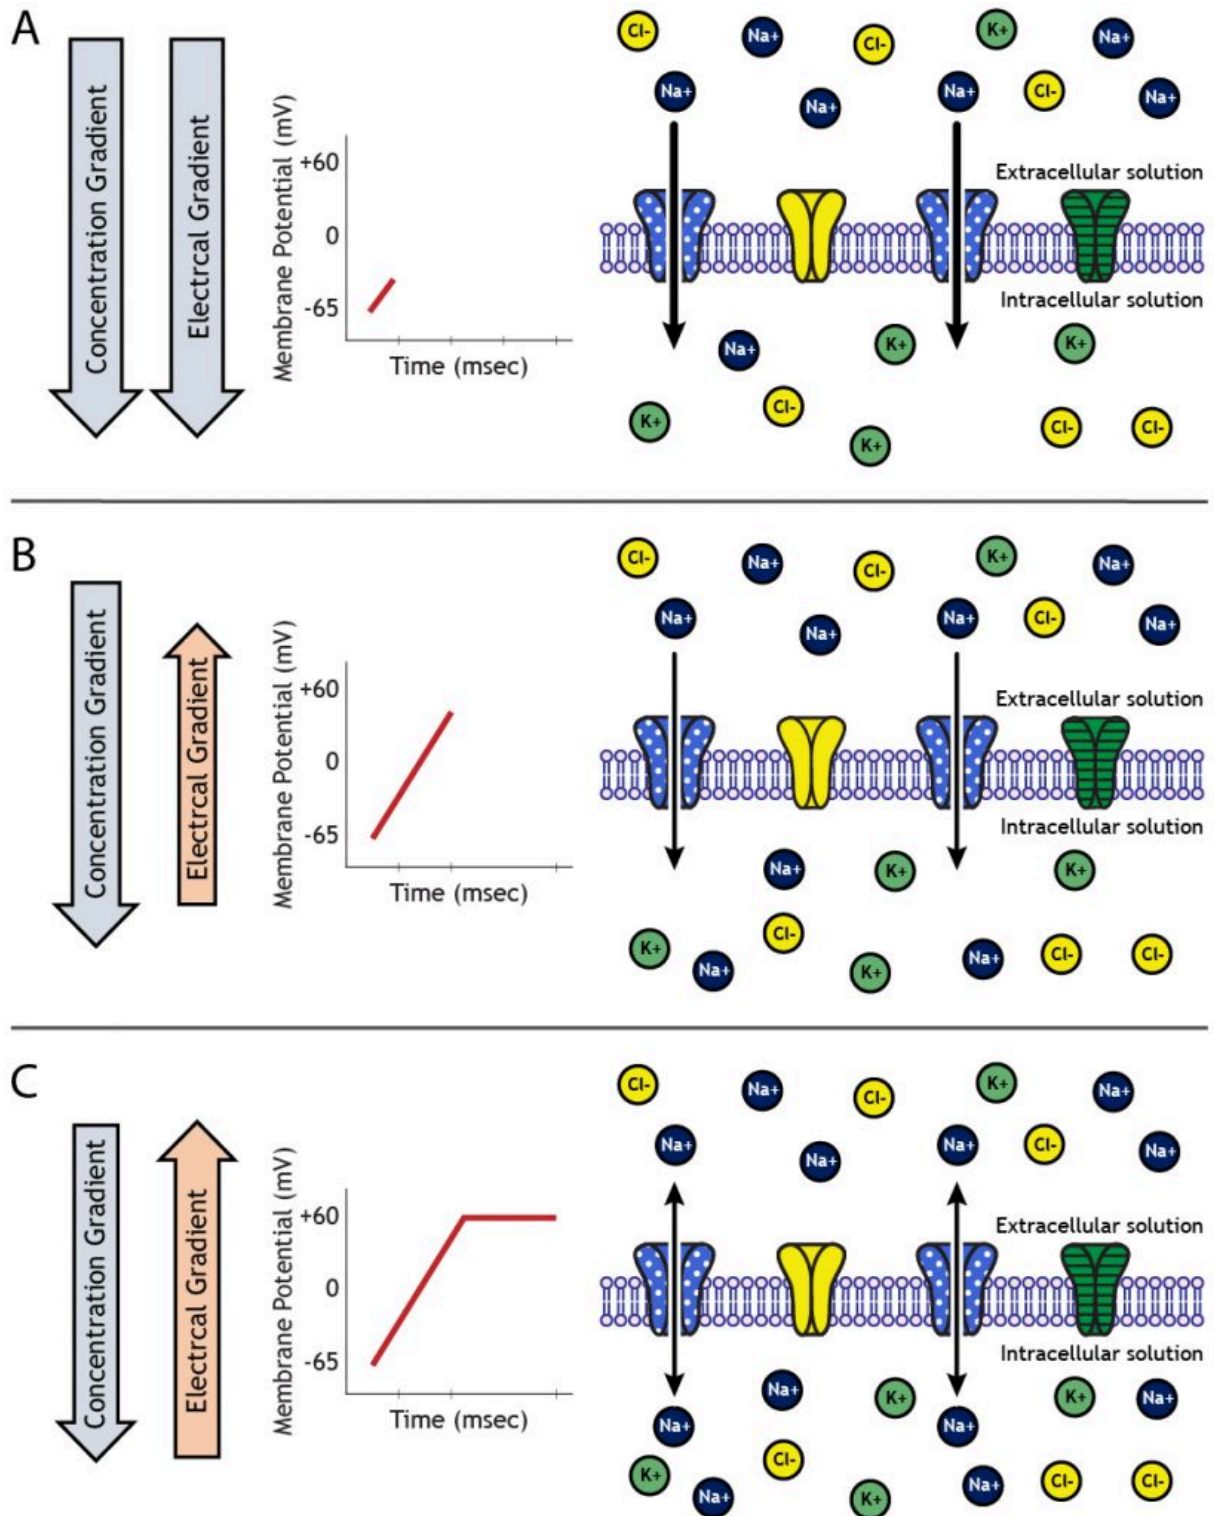 A
Concentration Gradient
Electrcal Gradient
Membrane Potential (mV)
+60
0
-65
Time (msec)
Cl-
Na+
Cl-
K+
Na+
Na+
Na+
Na+
Cl-
Na+
Extracellular solution
Intracellular solution
Na+
K+
K+
K+
Cl-
K+
Cl-
Cl-
B
Concentration Gradient
Electrcal Gradient
Membrane Potential (mV)
+60
0
-65
Time (msec)
Cl-
Na+
Cl-
K+
Na+
Na+
Na+
Na+
Cl-
Na+
Extracellular solution
Intracellular solution
Na+
K+
K+
K+
Na+
Cl-
K+
Na+
Cl-
Cl-
C
Concentration Gradient
Electrcal Gradient
Membrane Potential (mV)
+60
0
-65
Time (msec)
Cl-
Na+
Cl-
K+
Na+
Na+
Na+
Na+
Cl-
Na+
Extracellular solution
Intracellular solution
Na+
K+
K+
Na+
Na+
Na+
K+
Na+
Cl-
K+
Na+
Cl-
Cl-